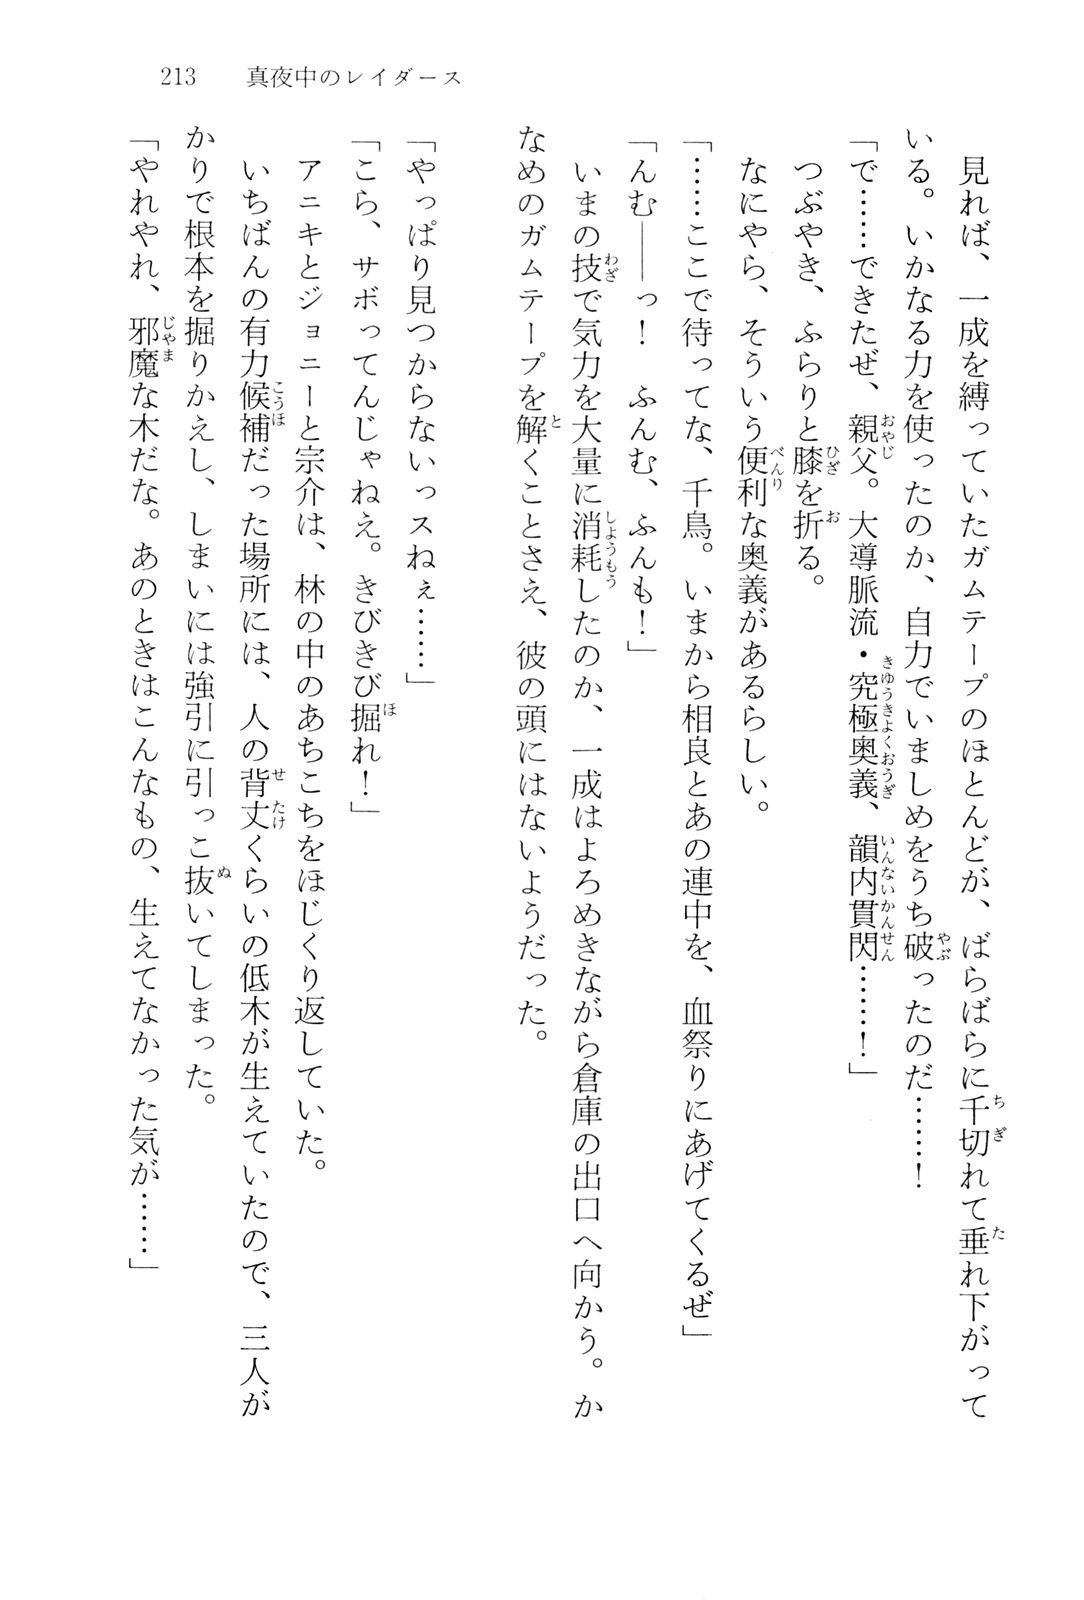 213　真夜中のレイダース
　見れば、一成を縛っていたガムテープのほとんどが、ばらばらに千切れて垂れ下がって
いる。いかなる力を使ったのか、自力でいましめをうち破ったのだ……！
「で……できたぜ、親父。大導脈流・究極奥義、韻内貫閃……！」
　つぶやき、ふらりと膝を折る。
　なにやら、そういう便利な奥義があるらしい。
「……ここで待ってな、千鳥。いまから相良とあの連中を、血祭りにあげてくるぜ」
「んむ――っ！　ふんむ、ふんも！」
　いまの技で気力を大量に消耗したのか、一成はよろめきながら倉庫の出口へ向かう。か
なめのガムテープを解くことさえ、彼の頭にはないようだった。
「やっぱり見つからないっスねぇ……」
「こら、サボってんじゃねえ。きびきび掘れ！」
　アニキとジョニーと宗介は、林の中のあちこちをほじくり返していた。
　いちばんの有力候補だった場所には、人の背丈くらいの低木が生えていたので、三人が
かりで根本を掘りかえし、しまいには強引に引っこ抜いてしまった。
「やれやれ、邪魔な木だな。あのときはこんなもの、生えてなかった気が……」